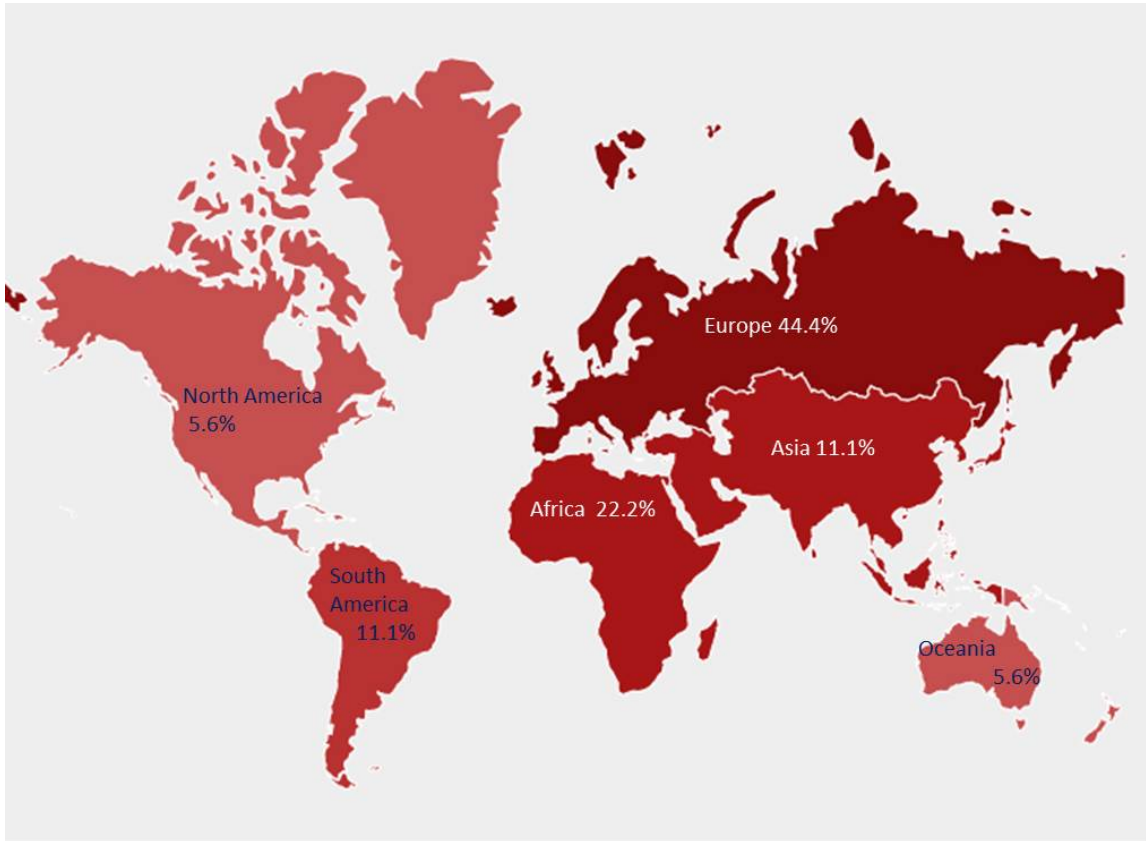 Europe 44.4%
North America
5.6%
Asia 11.1%
Africa 22.2%
South
America
11.1%
Oceania
5.6%